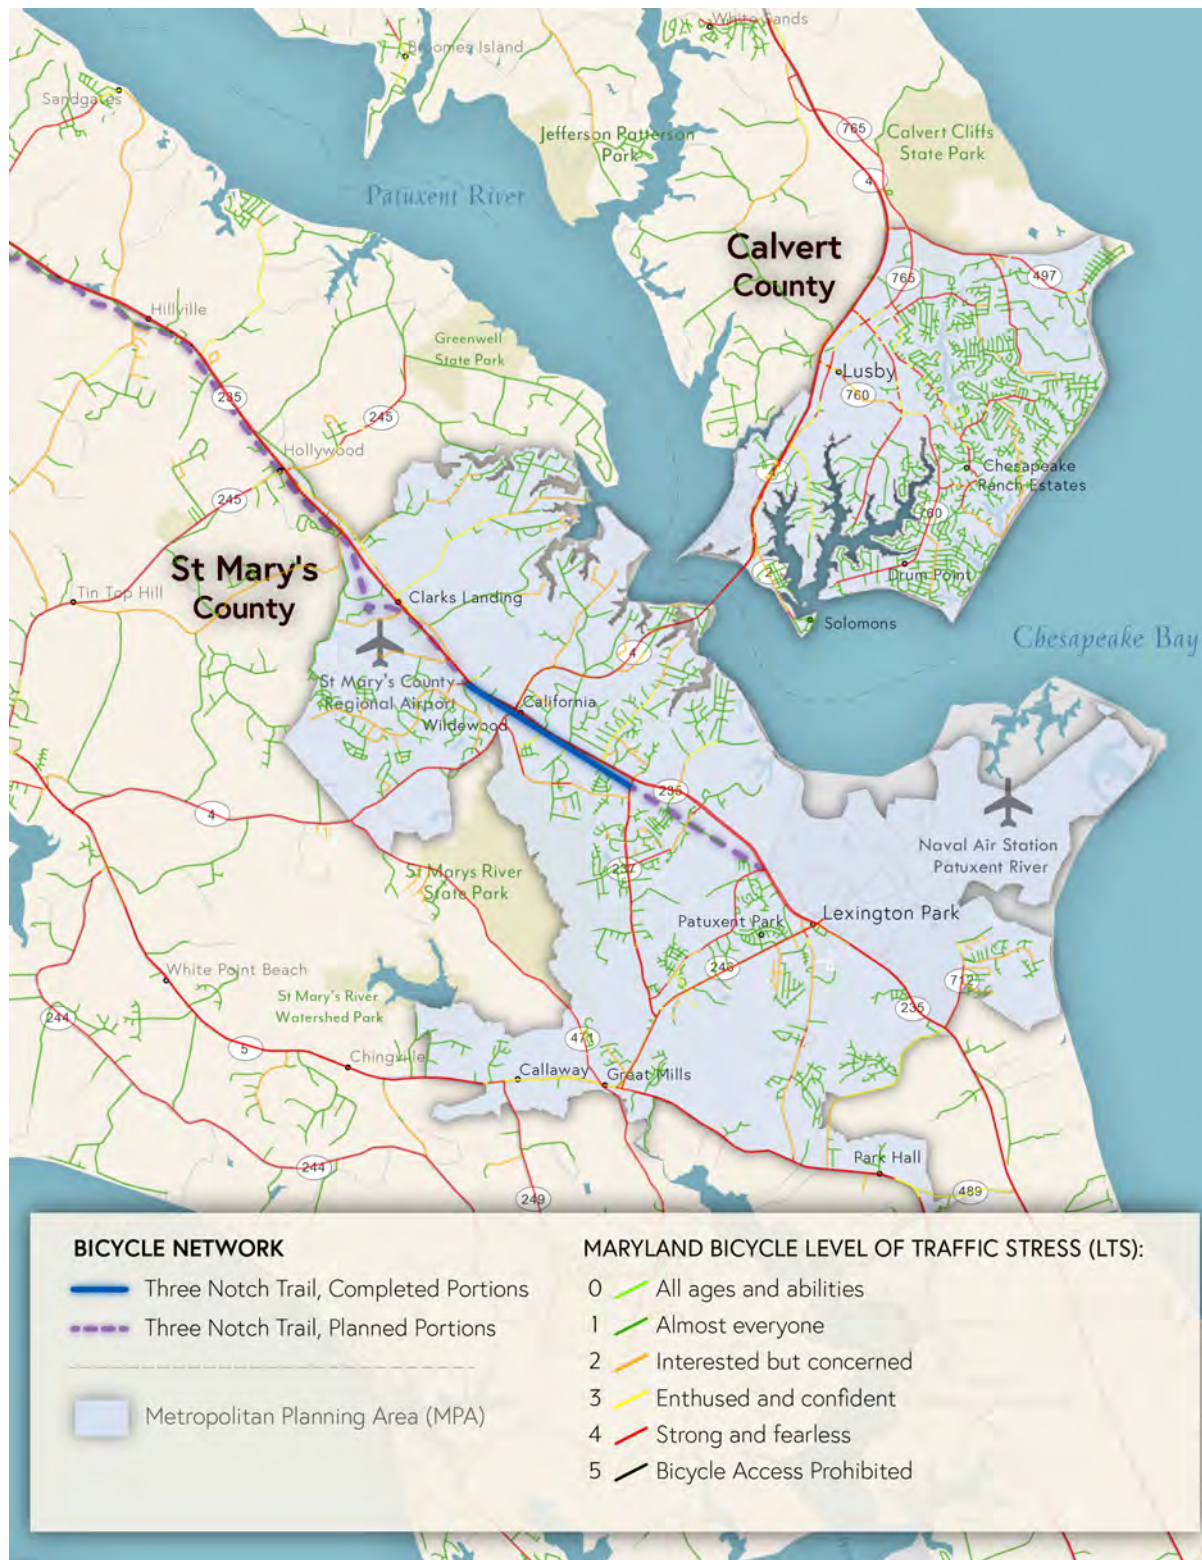 White Sands
Broomes Island
Sandgates
Jefferson Patterson
Park
765
Calvert Cliffs
State Park
4
Patuxent River
Calvert
County
765
497
Hillville
Greenwell
State Park
Lusby
760
235
245
Hollywood
Chesapeake
Ranch Estates
245
760
St Mary's
County
Drum Point
Tin Top Hill
Clarks Landing
Solomons
Chesapeake Bay
4
St Mary's County
Regional Airport
California
Wildewood
235
4
Naval Air Station
Patuxent River
St Marys River
State Park
237
Patuxent Park
Lexington Park
246
White Point Beach
712
St Mary's River
Watershed Park
244
235
5
471
Chingville
Callaway
Great Mills
Park Hall
244
249
489
BICYCLE NETWORK
Three Notch Trail, Completed Portions
Three Notch Trail, Planned Portions
Metropolitan Planning Area (MPA)
MARYLAND BICYCLE LEVEL OF TRAFFIC STRESS (LTS):
0 All ages and abilities
1 Almost everyone
2 Interested but concerned
3 Enthused and confident
4 Strong and fearless
5 Bicycle Access Prohibited